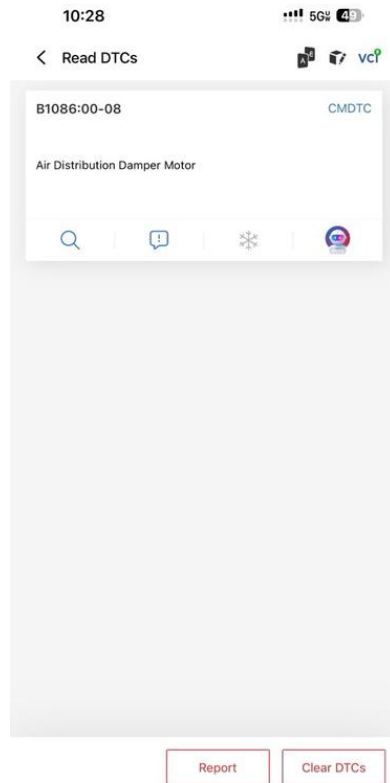 10:28
5G 49
Read DTCs
A B
vci
B1086:00-08
CMDTC
Air Distribution Damper Motor
Report
Clear DTCs